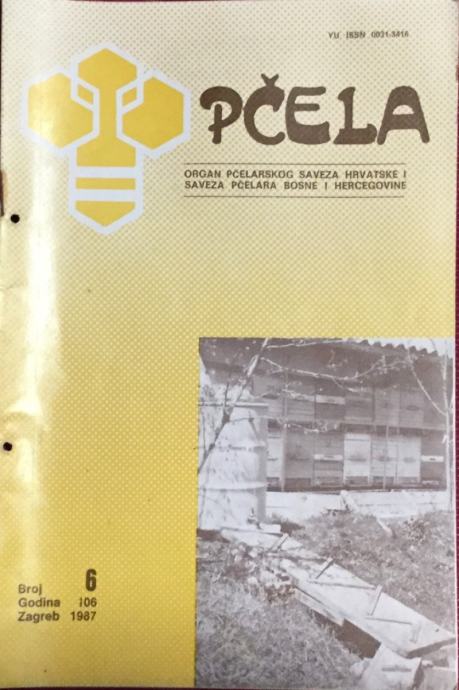 YU ISSN 0031-3416
PČELA
ORGAN PČELARSKOG SAVEZA HRVATSKE I
SAVEZA PČELARA BOSNE I HERCEGOVINE
Broj 6
Godina 106
Zagreb 1987